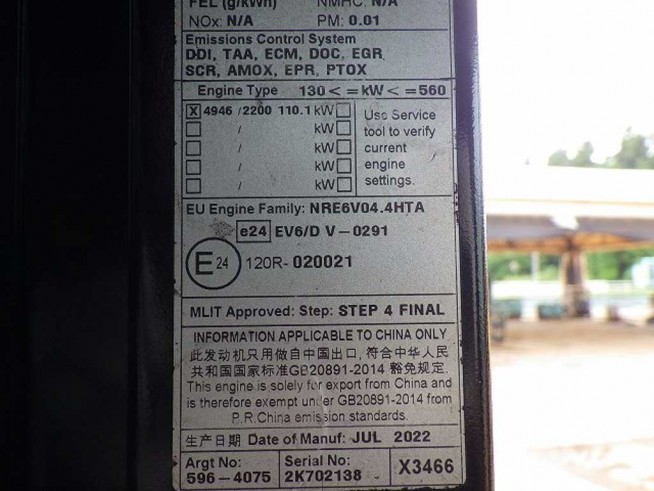 FEL (g/kWh) NMHC: N/A
NOx: N/A PM: 0.01
Emissions Control System
DDI, TAA, ECM, DOC, EGR
SCR, AMOX, EPR, PTOX
Engine Type 130 < = kW < = 560
X 4946 / 2200 110.1 kW
/ kW
/ kW
/ kW
/ kW
Use Service
tool to verify
current
engine
settings.
EU Engine Family: NRE6V04.4HTA
e24 EV6/D V-0291
E24 120R-020021
MLIT Approved: Step: STEP 4 FINAL
INFORMATION APPLICABLE TO CHINA ONLY
此发动机只用做自中国出口, 符合中华人民
共和国国家标准GB20891-2014 豁免规定.
This engine is solely for export from China and
is therefore exempt under GB20891-2014 from
P.R.China emission standards.
生产日期 Date of Manuf: JUL 2022
Argt No:
596-4075
Serial No:
2K702138
X3466